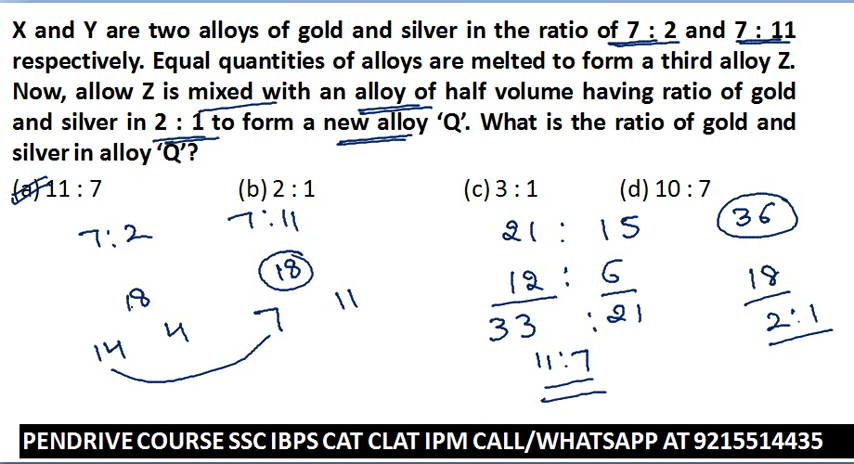 X and Y are two alloys of gold and silver in the ratio of 7 : 2 and 7 : 11
respectively. Equal quantities of alloys are melted to form a third alloy Z.
Now, allow Z is mixed with an alloy of half volume having ratio of gold
and silver in 2 : 1 to form a new alloy ‘Q’. What is the ratio of gold and
silver in alloy ‘Q’?
(a) 11 : 7 (b) 2 : 1 (c) 3 : 1 (d) 10 : 7
7:2 7:11 21 : 15 36
18 18 12 : 6 18
14 4 7 11 33 : 21 2:1
11:7
PENDRIVE COURSE SSC IBPS CAT CLAT IPM CALL/WHATSAPP AT 9215514435